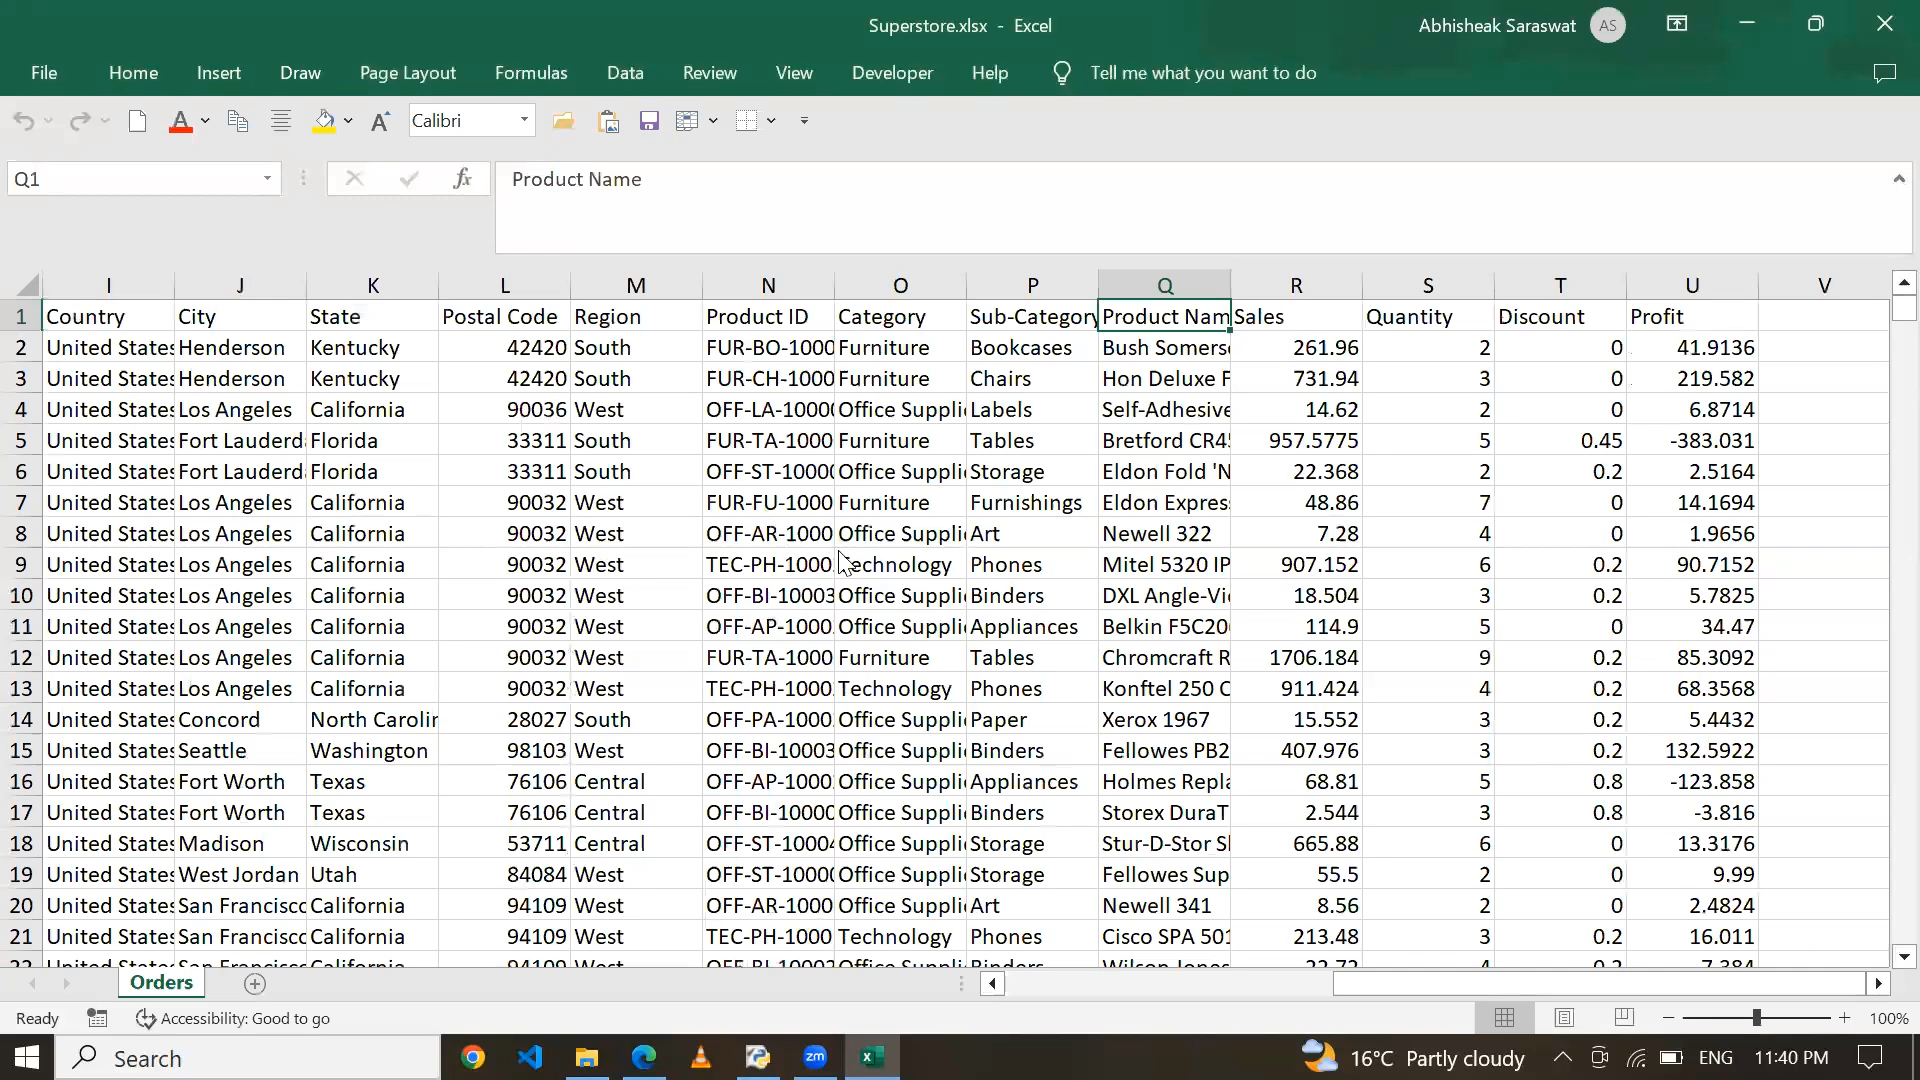 Superstore.xlsx - Excel
Abhisheak Saraswat AS
File Home Insert Draw Page Layout Formulas Data Review View Developer Help Tell me what you want to do
Calibri
Q1 fx Product Name
I J K L M N O P Q R S T U V
1 Country City State Postal Code Region Product ID Category Sub-Category Product Nam Sales Quantity Discount Profit
2 United States Henderson Kentucky 42420 South FUR-BO-1000 Furniture Bookcases Bush Somers 261.96 2 0 41.9136
3 United States Henderson Kentucky 42420 South FUR-CH-1000 Furniture Chairs Hon Deluxe F 731.94 3 0 219.582
4 United States Los Angeles California 90036 West OFF-LA-1000 Office Suppli Labels Self-Adhesive 14.62 2 0 6.8714
5 United States Fort Lauderd Florida 33311 South FUR-TA-1000 Furniture Tables Bretford CR4 957.5775 5 0.45 -383.031
6 United States Fort Lauderd Florida 33311 South OFF-ST-1000 Office Suppli Storage Eldon Fold 'N 22.368 2 0.2 2.5164
7 United States Los Angeles California 90032 West FUR-FU-1000 Furniture Furnishings Eldon Expres 48.86 7 0 14.1694
8 United States Los Angeles California 90032 West OFF-AR-1000 Office Suppli Art Newell 322 7.28 4 0 1.9656
9 United States Los Angeles California 90032 West TEC-PH-1000 Technology Phones Mitel 5320 IP 907.152 6 0.2 90.7152
10 United States Los Angeles California 90032 West OFF-BI-10003 Office Suppli Binders DXL Angle-Vi 18.504 3 0.2 5.7825
11 United States Los Angeles California 90032 West OFF-AP-1000 Office Suppli Appliances Belkin F5C20 114.9 5 0 34.47
12 United States Los Angeles California 90032 West FUR-TA-1000 Furniture Tables Chromcraft R 1706.184 9 0.2 85.3092
13 United States Los Angeles California 90032 West TEC-PH-1000 Technology Phones Konftel 250 C 911.424 4 0.2 68.3568
14 United States Concord North Carolin 28027 South OFF-PA-1000 Office Suppli Paper Xerox 1967 15.552 3 0.2 5.4432
15 United States Seattle Washington 98103 West OFF-BI-10003 Office Suppli Binders Fellowes PB2 407.976 3 0.2 132.5922
16 United States Fort Worth Texas 76106 Central OFF-AP-1000 Office Suppli Appliances Holmes Repla 68.81 5 0.8 -123.858
17 United States Fort Worth Texas 76106 Central OFF-BI-1000 Office Suppli Binders Storex DuraT 2.544 3 0.8 -3.816
18 United States Madison Wisconsin 53711 Central OFF-ST-10004 Office Suppli Storage Stur-D-Stor S 665.88 6 0 13.3176
19 United States West Jordan Utah 84084 West OFF-ST-1000 Office Suppli Storage Fellowes Sup 55.5 2 0 9.99
20 United States San Francisco California 94109 West OFF-AR-1000 Office Suppli Art Newell 341 8.56 2 0 2.4824
21 United States San Francisco California 94109 West TEC-PH-1000 Technology Phones Cisco SPA 501 213.48 3 0.2 16.011
Orders
Ready Accessibility: Good to go 100%
Search zm 16°C Partly cloudy ENG 11:40 PM